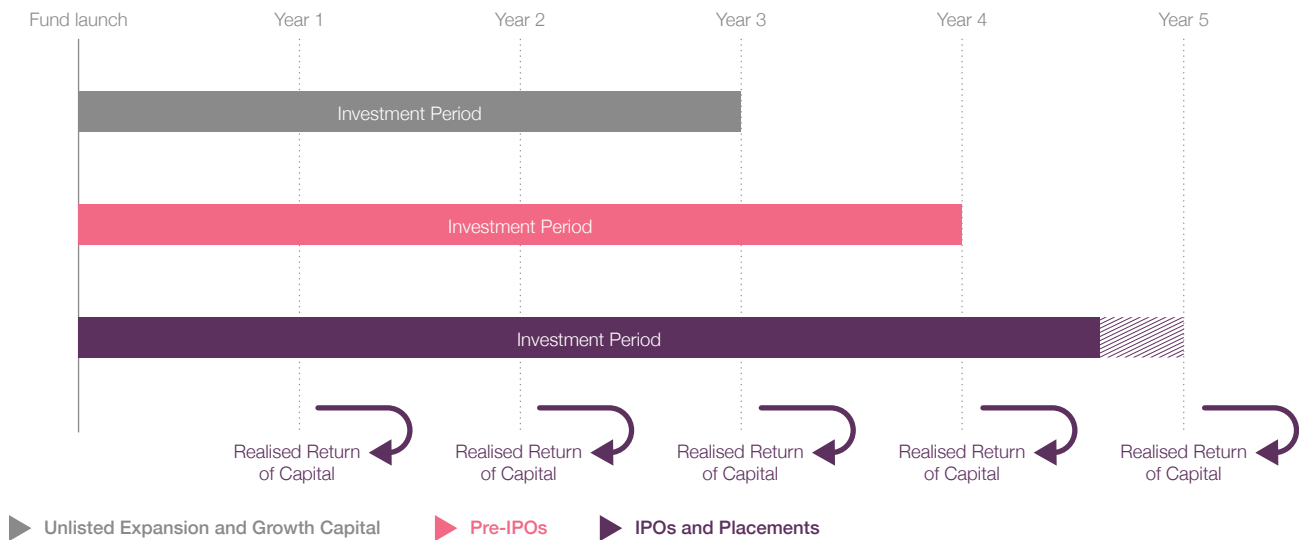 Fund launch
Year 1
Year 2
Year 3
Year 4
Year 5
Investment Period
Investment Period
Investment Period
Realised Return
of Capital
Realised Return
of Capital
Realised Return
of Capital
Realised Return
of Capital
Realised Return
of Capital
Unlisted Expansion and Growth Capital
Pre-IPOs
IPOs and Placements